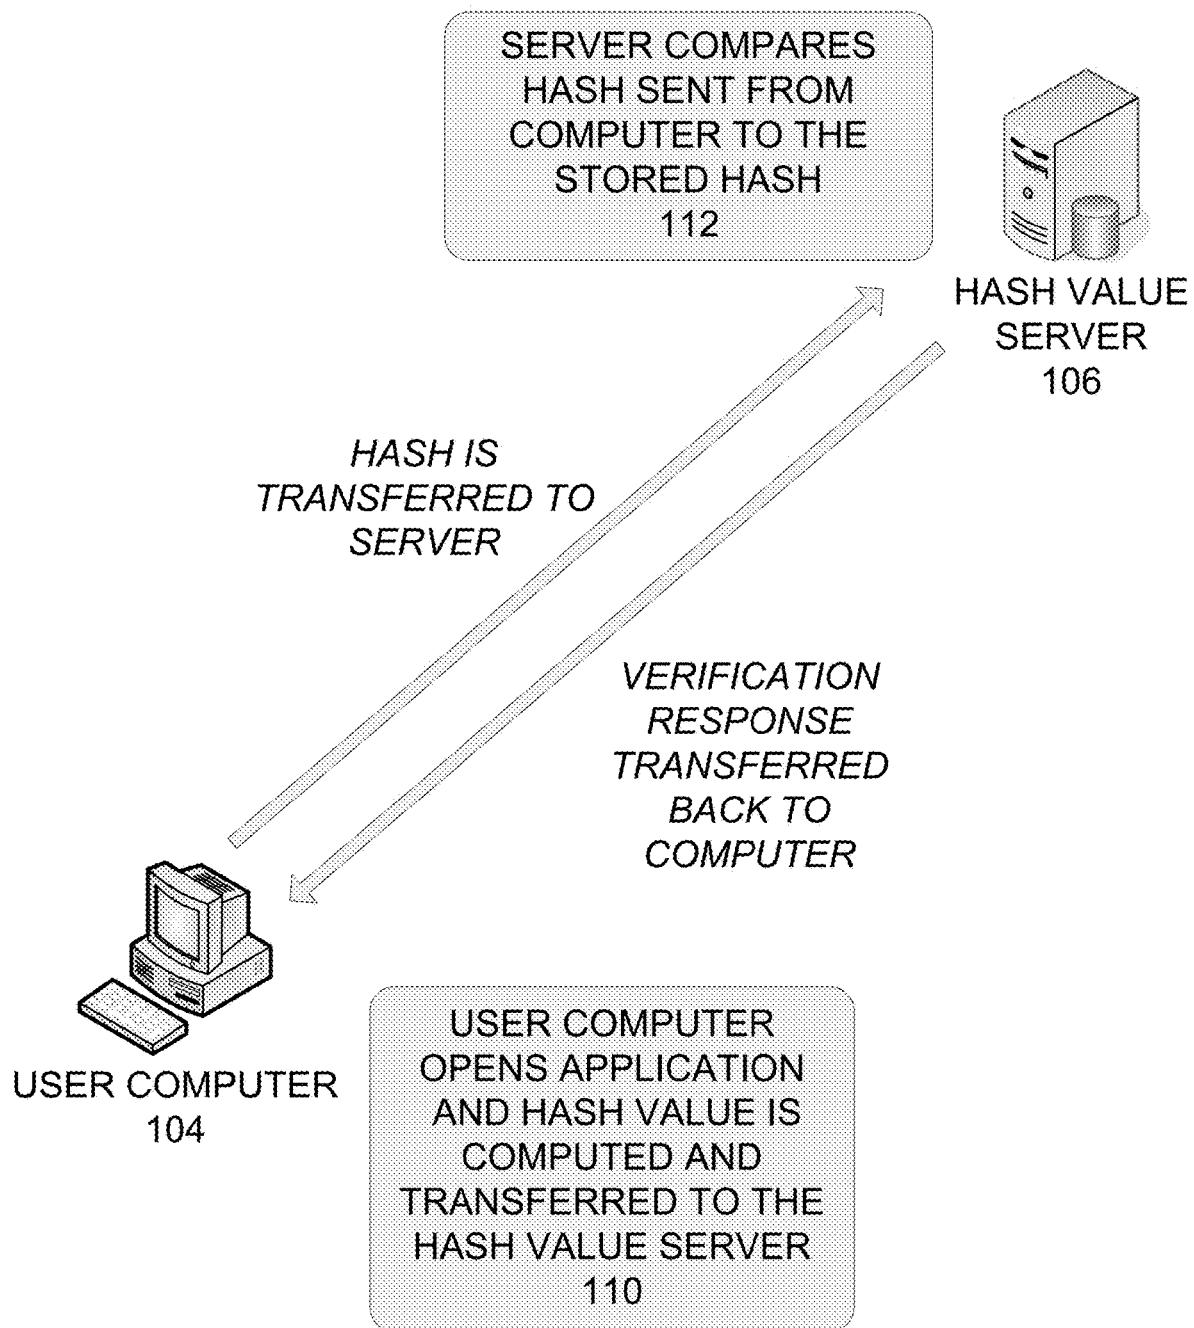 SERVER COMPARES
HASH SENT FROM
COMPUTER TO THE
STORED HASH
112
HASH VALUE
SERVER
106
HASH IS
TRANSFERRED TO
SERVER
VERIFICATION
RESPONSE
TRANSFERRED
BACK TO
COMPUTER
USER COMPUTER
104
USER COMPUTER
OPENS APPLICATION
AND HASH VALUE IS
COMPUTED AND
TRANSFERRED TO THE
HASH VALUE SERVER
110